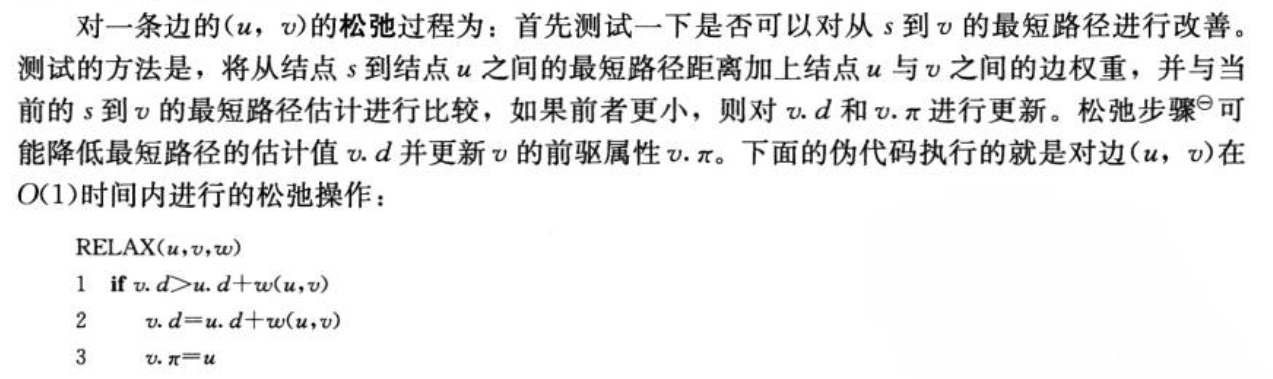 对一条边的(u，v)的松弛过程为：首先测试一下是否可以对从 s 到 v 的最短路径进行改善。
测试的方法是，将从结点 s 到结点 u 之间的最短路径距离加上结点 u 与 v 之间的边权重，并与当
前的 s 到 v 的最短路径估计进行比较，如果前者更小，则对 v.d 和 v.π 进行更新。松弛步骤⊖可
能降低最短路径的估计值 v.d 并更新 v 的前驱属性 v.π。下面的伪代码执行的就是对边(u，v)在
O(1)时间内进行的松弛操作：
RELAX(u,v,w)
1 if v.d>u.d+w(u,v)
2 v.d=u.d+w(u,v)
3 v.π=u